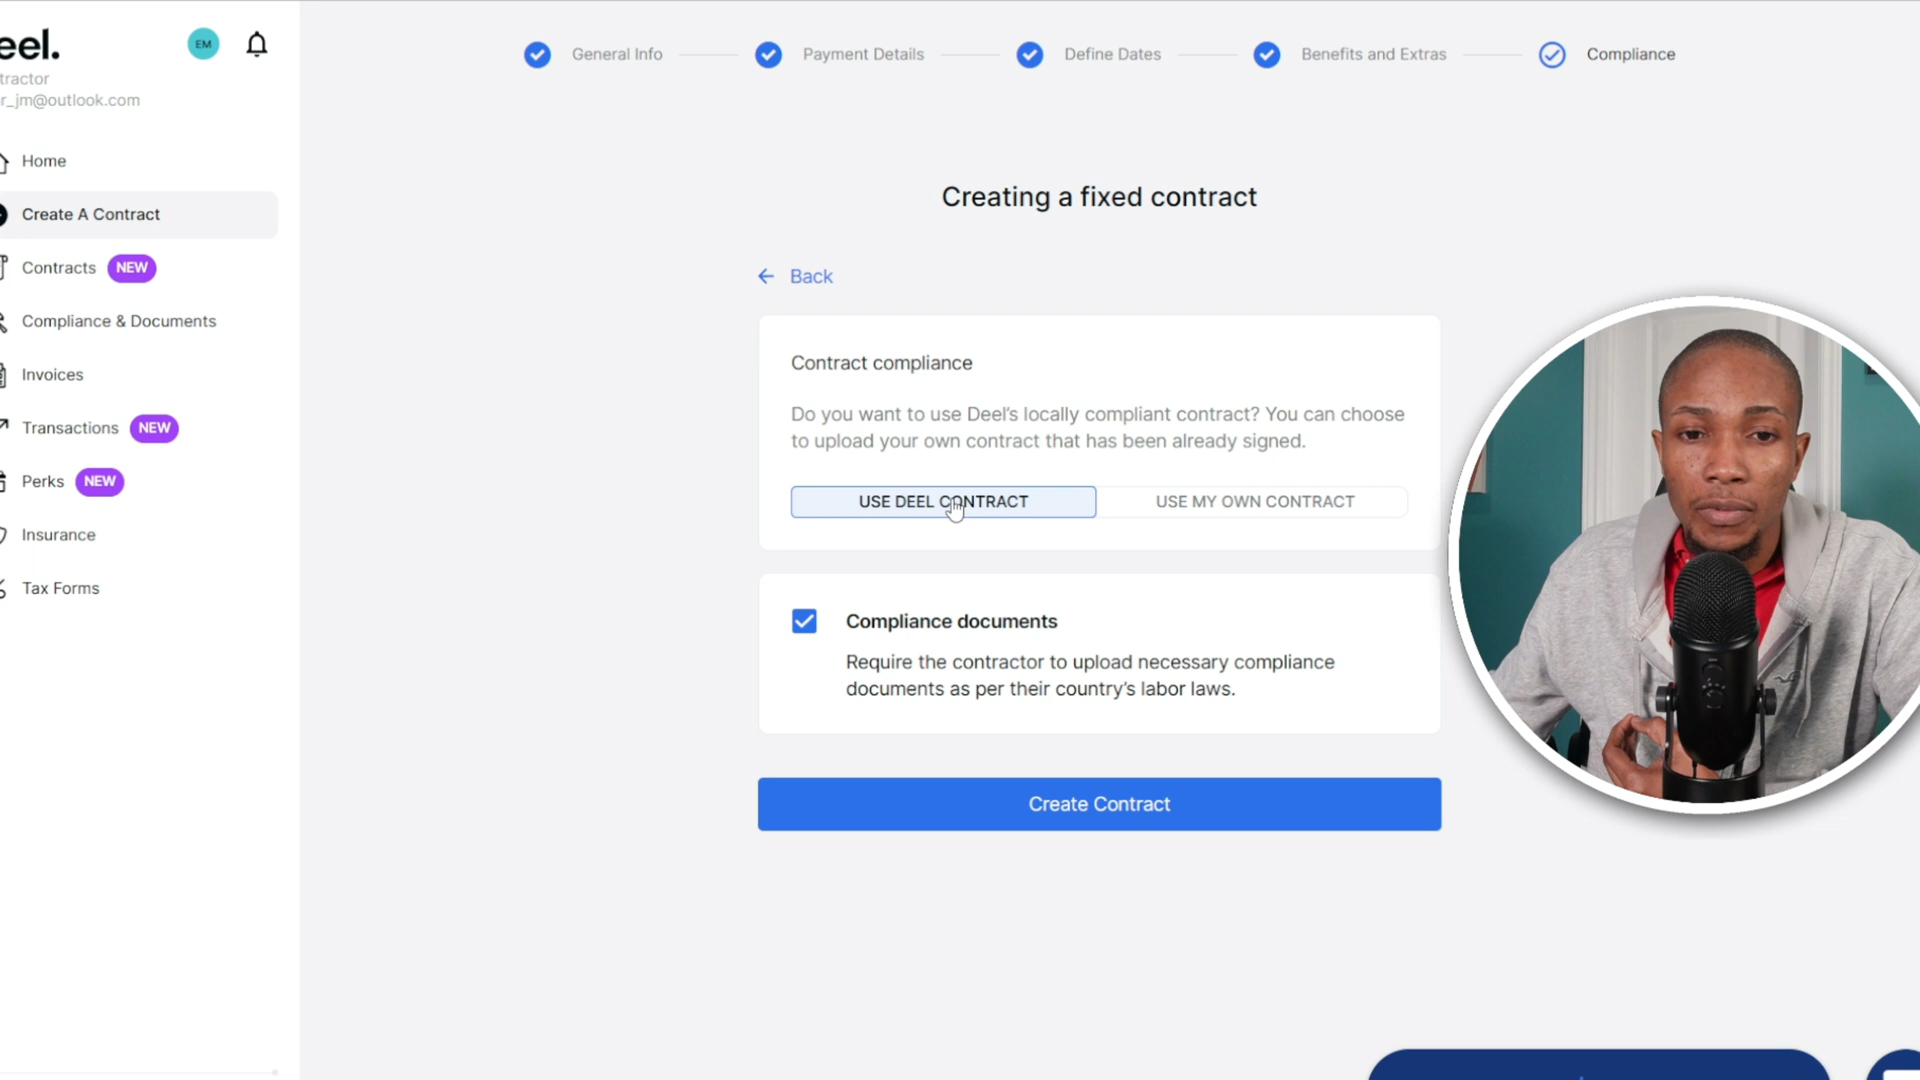 eel.
EM
tractor
r_jm@outlook.com
Home
Create A Contract
Contracts NEW
Compliance & Documents
Invoices
Transactions NEW
Perks NEW
Insurance
Tax Forms
General Info
Payment Details
Define Dates
Benefits and Extras
Compliance
Creating a fixed contract
Back
Contract compliance
Do you want to use Deel's locally compliant contract? You can choose
to upload your own contract that has been already signed.
USE DEEL CONTRACT
USE MY OWN CONTRACT
Compliance documents
Require the contractor to upload necessary compliance
documents as per their country's labor laws.
Create Contract